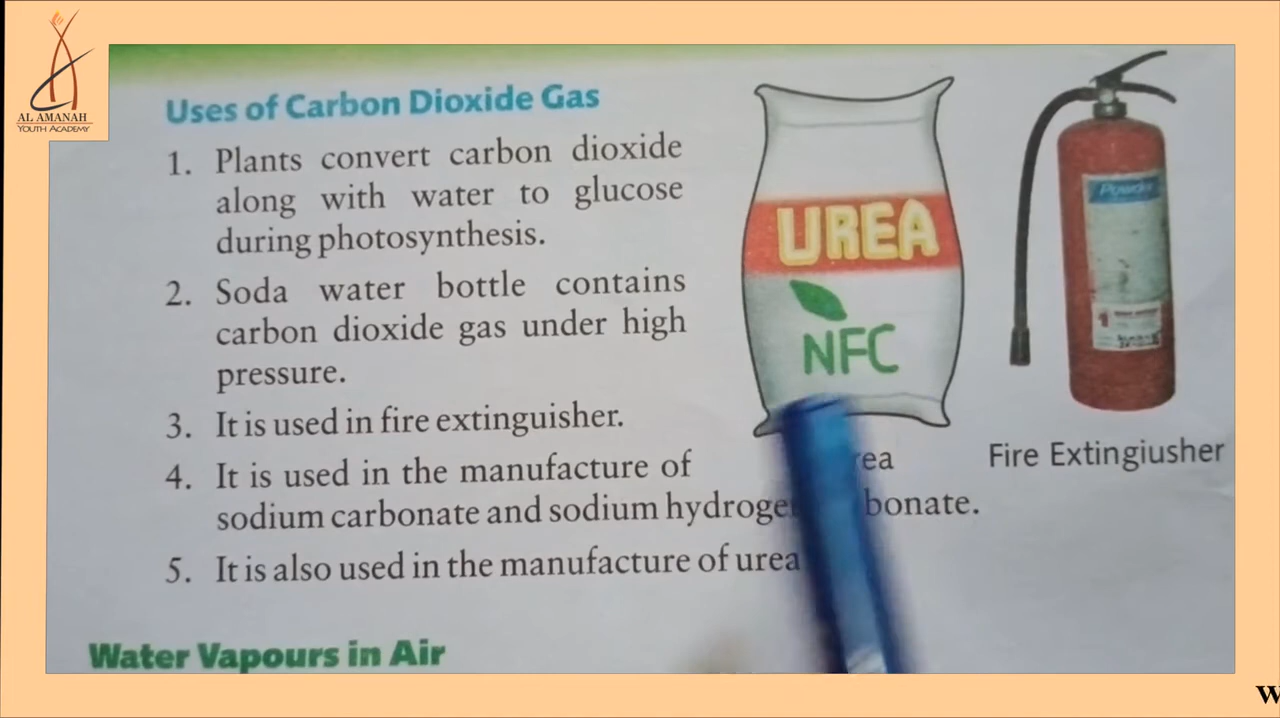 AL AMANAH
YOUTH ACADEMY
Uses of Carbon Dioxide Gas
1. Plants convert carbon dioxide
along with water to glucose
during photosynthesis.
2. Soda water bottle contains
carbon dioxide gas under high
pressure.
3. It is used in fire extinguisher.
4. It is used in the manufacture of
sodium carbonate and sodium hydroge bonate.
5. It is also used in the manufacture of urea
UREA
NFC
rea
Powder
Fire Extingiusher
Water Vapours in Air
W